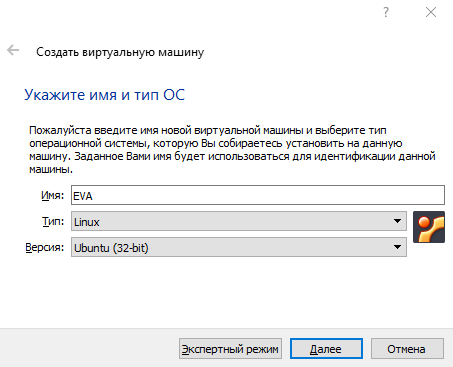 ?
Создать виртуальную машину
Укажите имя и тип ОС
Пожалуйста введите имя новой виртуальной машины и выберите тип
операционной системы, которую Вы собираетесь установить на данную
машину. Заданное Вами имя будет использоваться для идентификации данной
машины.
Имя: EVA
Тип: Linux
Версия: Ubuntu (32-bit)
Экспертный режим Далее Отмена